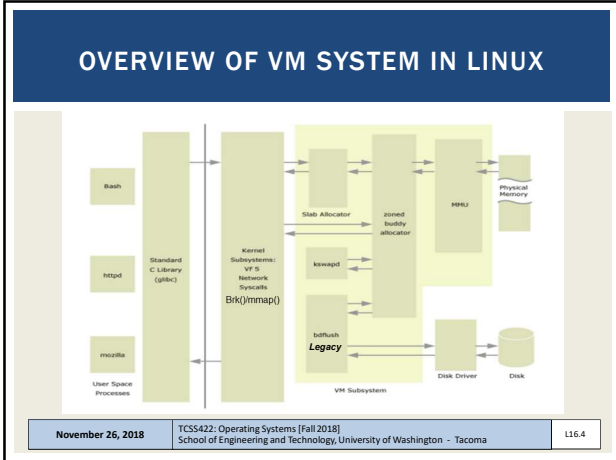 OVERVIEW OF VM SYSTEM IN LINUX
Bash
httpd
mozilla
User Space
Processes
Standard
C Library
(glibc)
Kernel
Subsystems:
VFS
Network
Syscalls
Brk()/mmap()
Slab Allocator
kswapd
bdflush
Legacy
zoned
buddy
allocator
MMU
Physical
Memory
VM Subsystem
Disk Driver
Disk
November 26, 2018
TCSS422: Operating Systems [Fall 2018]
School of Engineering and Technology, University of Washington - Tacoma
L16.4